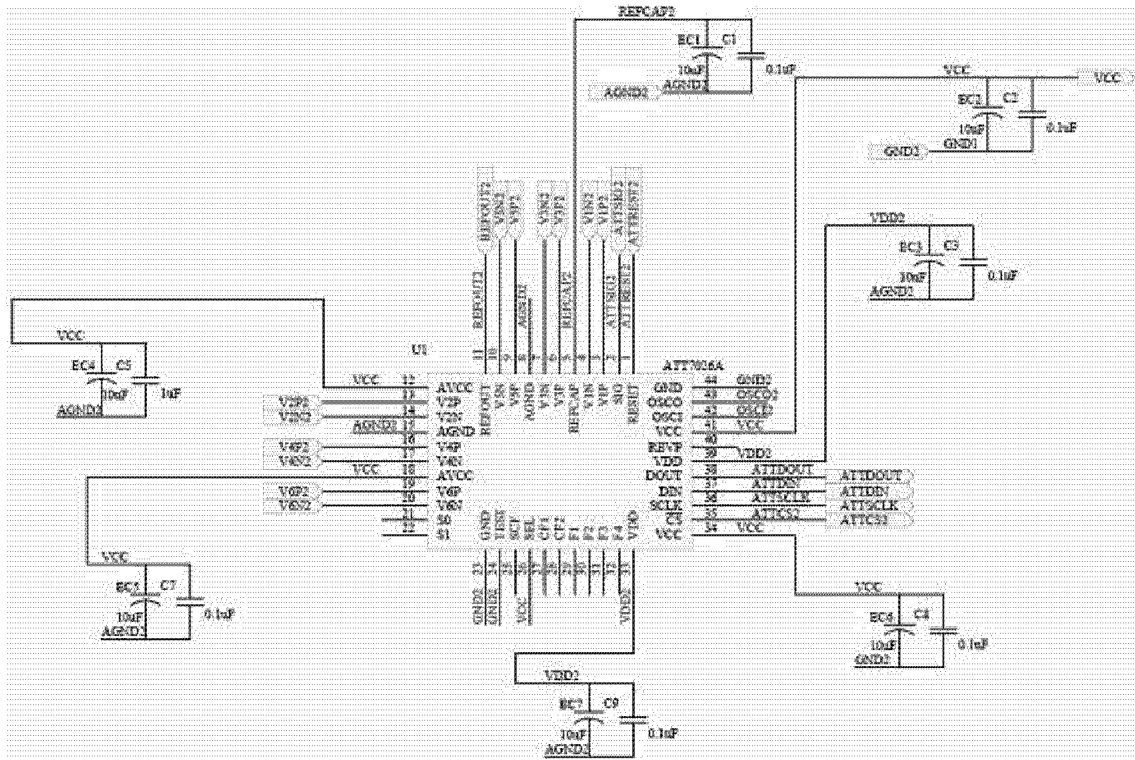 REFCAP2
EC1 C1
10uF 0.1uF
AGND2 AGND2
VCC VCC
EC2 C2
10uF 0.1uF
GND2 GND1
REFOUT2 V5N2 V5P2 V3N2 V3P2 V1N2 V1P2 ATTSIG2 ATTREST2
VDD2
EC3 C3
10uF 0.1uF
AGND2
REFOUT2 AGND2 REFCAP2 ATTSIG2 ATTREST2
VCC
EC4 C5
10uF 1uF
AGND2
U1 ATT7026A
11 10 9 8 7 6 5 4 3 2 1
REFOUT V5N V5P AGND V3N V3P REFCAP V1N V1P SIG RESET
VCC 12 AVCC
V2P2 13 V2P
V2N2 14 V2N
AGND2 15 AGND
V4P2 16 V4P
V4N2 17 V4N
VCC 18 AVCC
V6P2 19 V6P
V6N2 20 V6N
21 S0
22 S1
GND 44 GND2
OSCO 43 OSCO2
OSCI 42 OSCI2
VCC 41 VCC
REVP 40
VDD 39 VDD2
DOUT 38 ATTDOUT ATTDOUT
DIN 37 ATTDIN ATTDIN
SCLK 36 ATTSCLK ATTSCLK
CS 35 ATTCS2 ATTCS2
VCC 34 VCC
GND TEST SCF SEL CF1 CF2 F1 F2 F3 F4 VDD
23 24 25 26 27 28 29 30 31 32 33
GND2 GND2 VCC VDD2
VCC
EC5 C7
10uF 0.1uF
AGND2
VCC
EC6 C8
10uF 0.1uF
GND2
VDD2
EC7 C9
10uF 0.1uF
AGND2